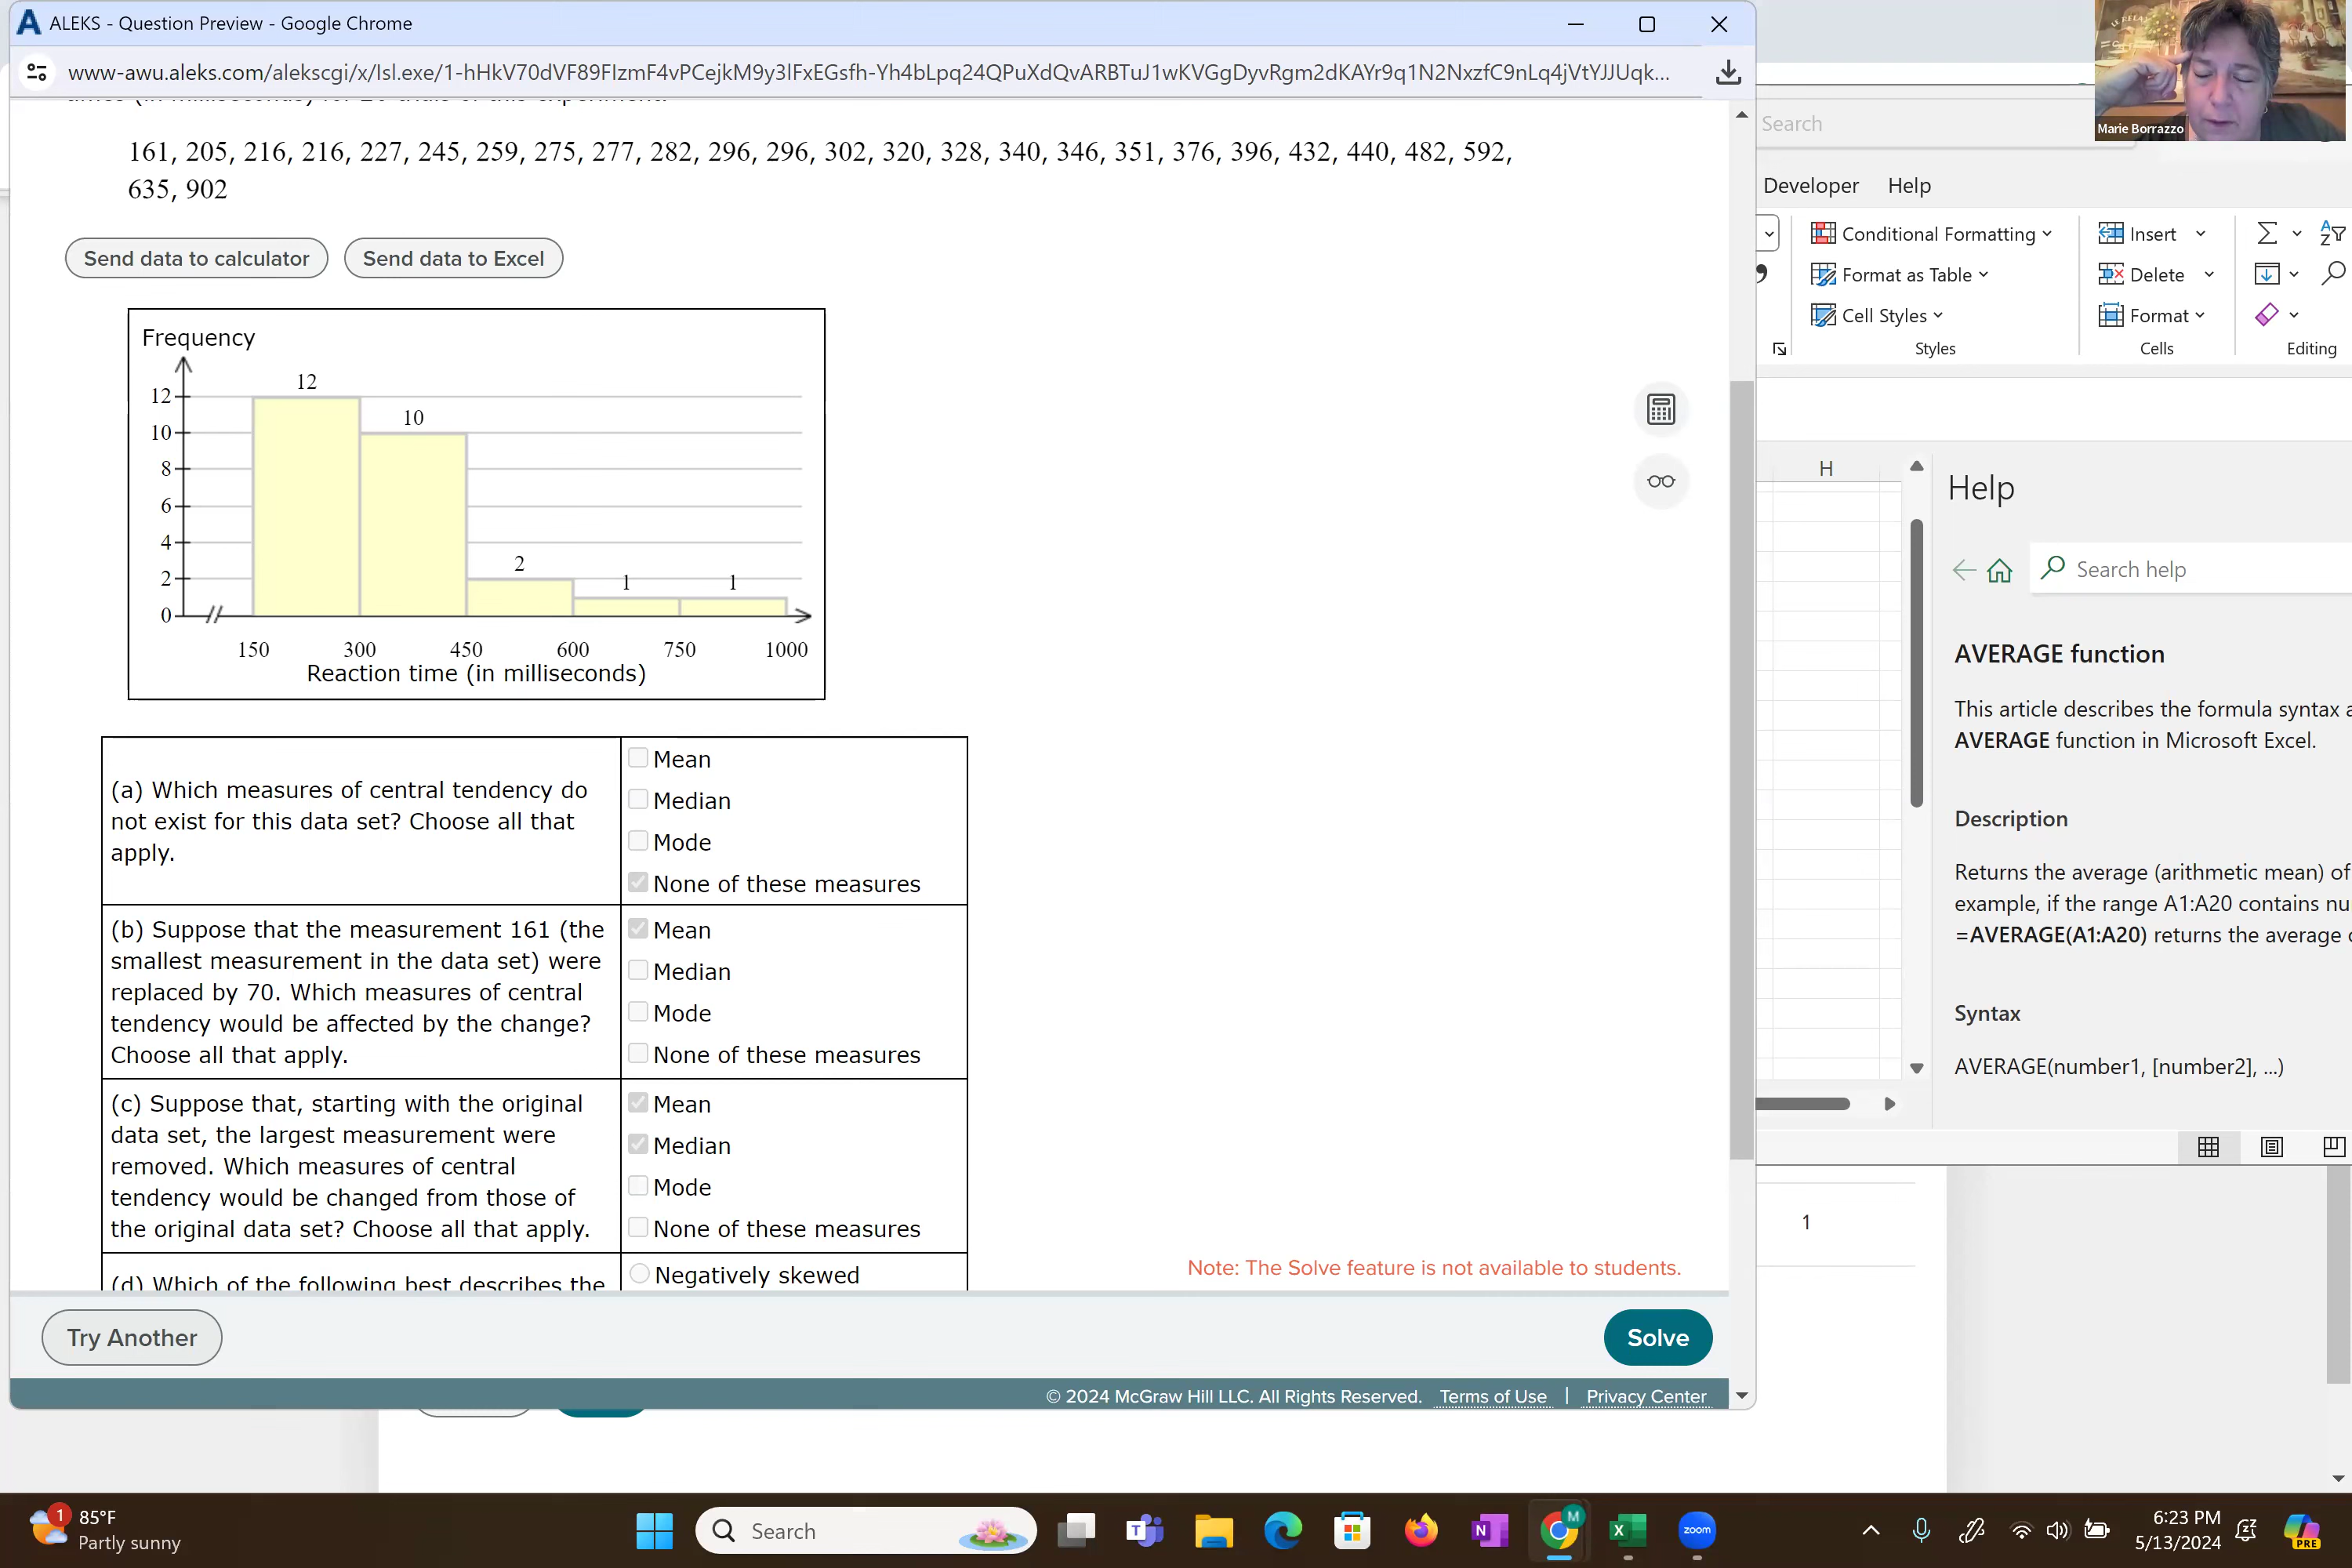 ALEKS - Question Preview - Google Chrome
www-awu.aleks.com/alekscgi/x/Isl.exe/1-hHkV70dVF89FIzmF4vPCejkM9y3lFxEGsfh-Yh4bLpq24QPuXdQvARBTuJ1wKVGgDyvRgm2dKAYr9q1N2NxzfC9nLq4jVtYJJUqk...
161, 205, 216, 216, 227, 245, 259, 275, 277, 282, 296, 296, 302, 320, 328, 340, 346, 351, 376, 396, 432, 440, 482, 592,
635, 902
Send data to calculator Send data to Excel
Frequency
12
12
10
10
8
6
4
2
2
1
1
0
150 300 450 600 750 1000
Reaction time (in milliseconds)
(a) Which measures of central tendency do
not exist for this data set? Choose all that
apply.
Mean
Median
Mode
None of these measures
(b) Suppose that the measurement 161 (the
smallest measurement in the data set) were
replaced by 70. Which measures of central
tendency would be affected by the change?
Choose all that apply.
Mean
Median
Mode
None of these measures
(c) Suppose that, starting with the original
data set, the largest measurement were
removed. Which measures of central
tendency would be changed from those of
the original data set? Choose all that apply.
Mean
Median
Mode
None of these measures
(d) Which of the following best describes the
Negatively skewed
Note: The Solve feature is not available to students.
Try Another
Solve
© 2024 McGraw Hill LLC. All Rights Reserved. Terms of Use | Privacy Center
Marie Borrazzo
Search
Developer Help
Conditional Formatting
Format as Table
Cell Styles
Styles
Insert
Delete
Format
Cells
Editing
H
Help
Search help
AVERAGE function
This article describes the formula syntax a
AVERAGE function in Microsoft Excel.
Description
Returns the average (arithmetic mean) of
example, if the range A1:A20 contains nu
=AVERAGE(A1:A20) returns the average
Syntax
AVERAGE(number1, [number2], ...)
1
1
85°F
Partly sunny
Search
T
N
M
X
zoom
6:23 PM
5/13/2024
PRE